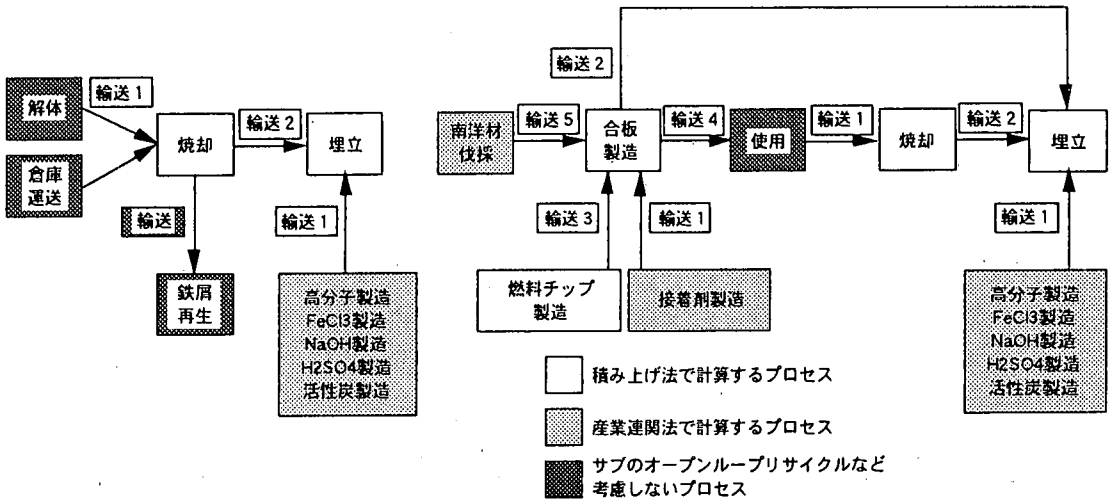 解体
輸送1
倉庫
運送
焼却
輸送2
埋立
輸送
鉄屑
再生
輸送1
高分子製造
FeCl3製造
NaOH製造
H2SO4製造
活性炭製造
輸送2
南洋材
伐採
輸送5
合板
製造
輸送4
使用
輸送1
焼却
輸送2
埋立
輸送3
輸送1
輸送1
燃料チップ
製造
接着剤製造
高分子製造
FeCl3製造
NaOH製造
H2SO4製造
活性炭製造
積み上げ法で計算するプロセス
産業連関法で計算するプロセス
サブのオープンループリサイクルなど
考慮しないプロセス